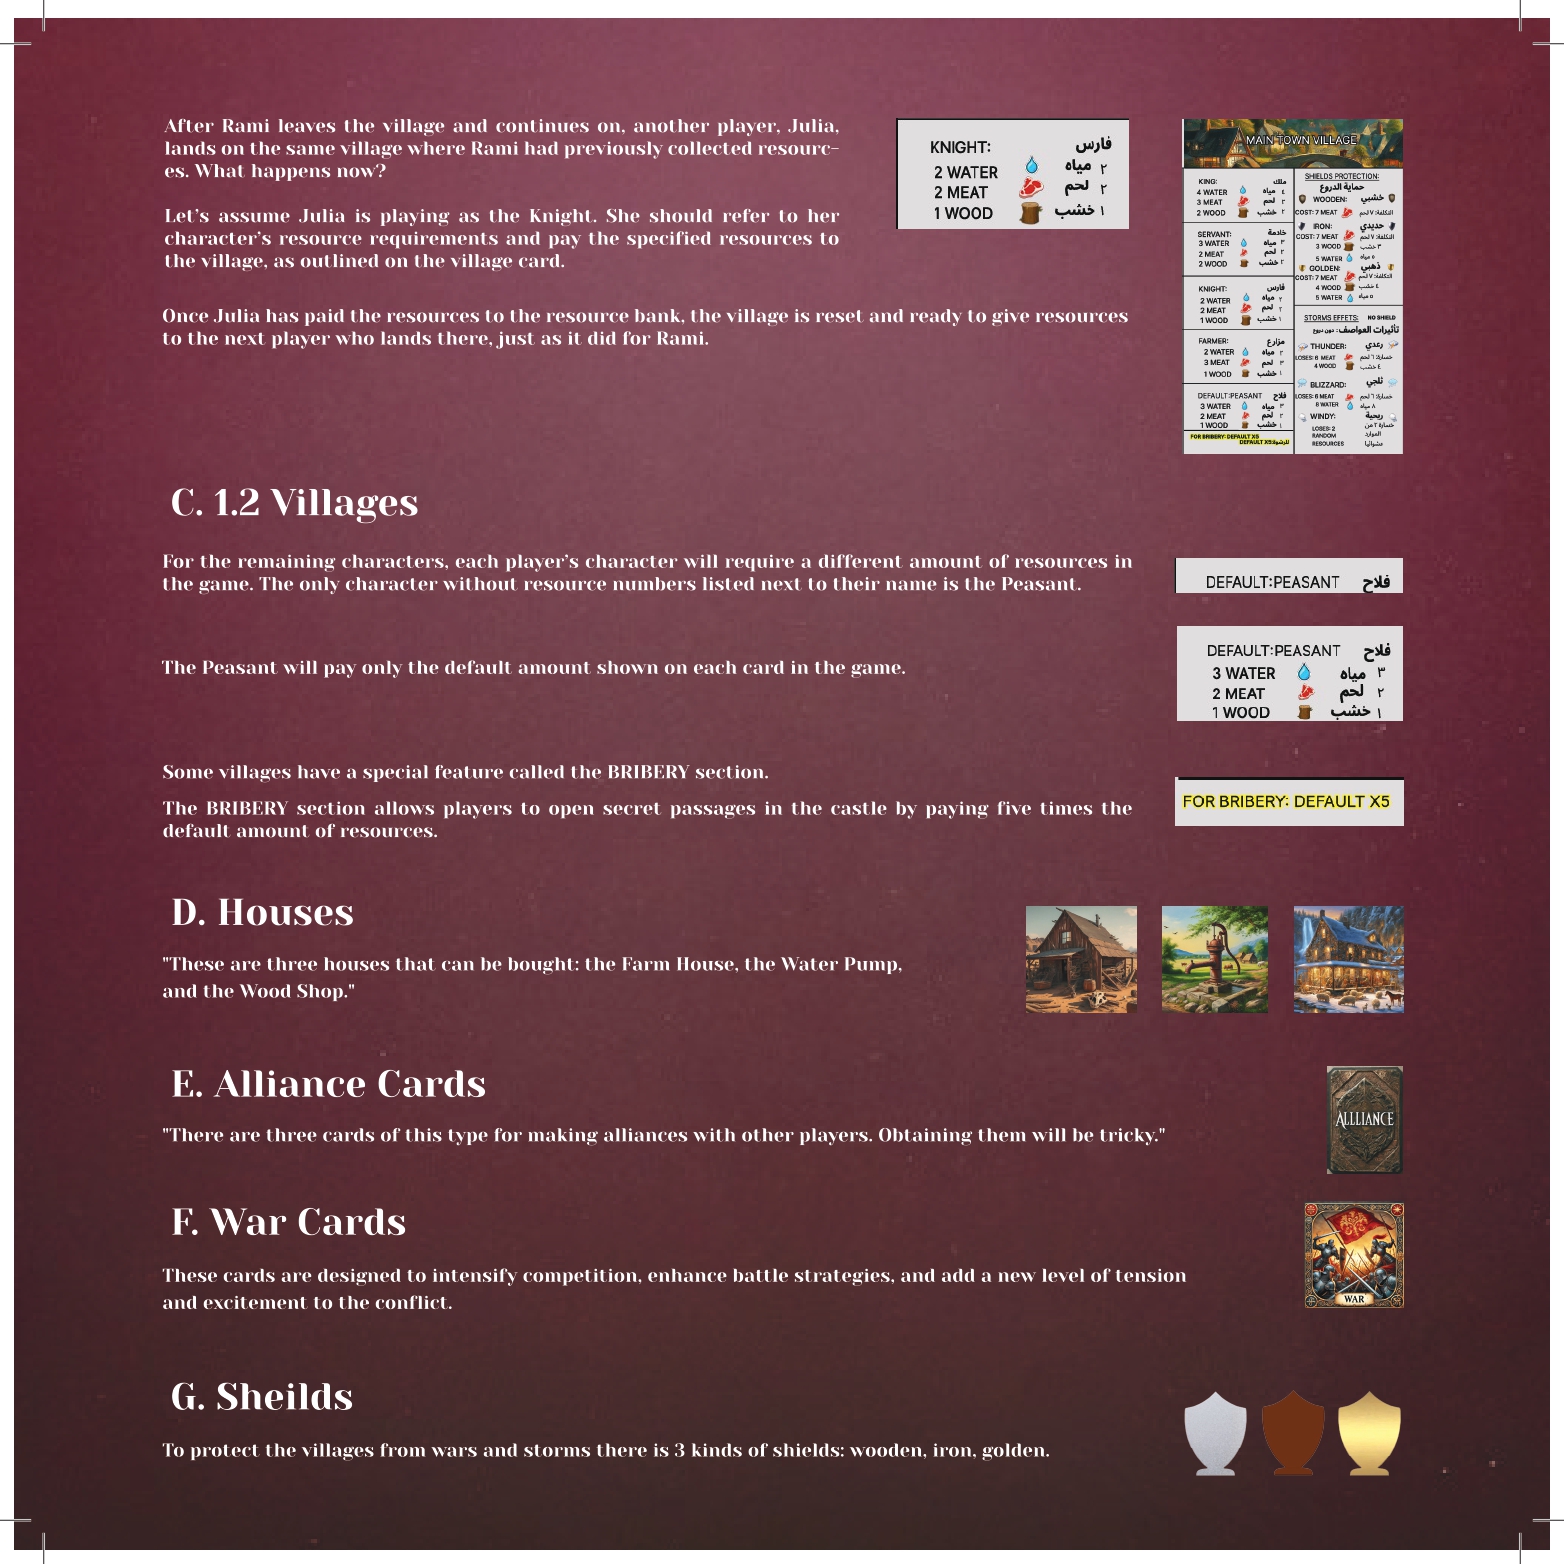 After Rami leaves the village and continues on, another player, Julia,
lands on the same village where Rami had previously collected resourc-
es. What happens now?
Let's assume Julia is playing as the Knight. She should refer to her
character's resource requirements and pay the specified resources to
the village, as outlined on the village card.
KNIGHT: فارس
2 WATER ٢ مياه
2 MEAT ٢ لحم
1 WOOD ١ خشب
MAIN TOWN VILLAGE
KING: ملك
4 WATER ٤ مياه
3 MEAT ٢ لحم
2 WOOD ٢ خشب
SERVANT: خادمة
3 WATER ٣ مياه
2 MEAT ٢ لحم
2 WOOD ٢ خشب
KNIGHT: فارس
2 WATER ٢ مياه
2 MEAT ٢ لحم
1 WOOD ١ خشب
FARMER: مزارع
2 WATER ٢ مياه
3 MEAT ٣ لحم
1 WOOD ١ خشب
DEFAULT:PEASANT فلاح
3 WATER ٣ مياه
2 MEAT ٢ لحم
1 WOOD ١ خشب
FOR BRIBERY: DEFAULT X5
للرشوة:DEFAULT X5
SHIELDS PROTECTION:
حماية الدروع
WOODEN: خشبي
COST: 7 MEAT التكلفة: ٧ لحم
IRON: حديدي
COST: 7 MEAT التكلفة: ٧ لحم
3 WOOD ٣ خشب
5 WATER ٥ مياه
GOLDEN: ذهبي
COST: 7 MEAT التكلفة: ٧ لحم
4 WOOD ٤ خشب
5 WATER ٥ مياه
STORMS EFFETS: NO SHIELD
تأثيرات العواصف: دون دروع
THUNDER: رعدي
LOSES: 6 MEAT خسارة: ٦ لحم
4 WOOD ٤ خشب
BLIZZARD: ثلجي
LOSES: 6 MEAT خسارة: ٦ لحم
8 WATER ٨ مياه
WINDY: ريحية
LOSES: 2 خسارة ٢ من
RANDOM الموارد
RESOURCES عشوائيا
Once Julia has paid the resources to the resource bank, the village is reset and ready to give resources
to the next player who lands there, just as it did for Rami.
C. 1.2 Villages
For the remaining characters, each player's character will require a different amount of resources in
the game. The only character without resource numbers listed next to their name is the Peasant.
DEFAULT:PEASANT فلاح
The Peasant will pay only the default amount shown on each card in the game.
DEFAULT:PEASANT فلاح
3 WATER ٣ مياه
2 MEAT ٢ لحم
1 WOOD ١ خشب
Some villages have a special feature called the BRIBERY section.
The BRIBERY section allows players to open secret passages in the castle by paying five times the
default amount of resources.
FOR BRIBERY: DEFAULT X5
D. Houses
"These are three houses that can be bought: the Farm House, the Water Pump,
and the Wood Shop."
E. Alliance Cards
"There are three cards of this type for making alliances with other players. Obtaining them will be tricky."
ALLLIANCE
F. War Cards
These cards are designed to intensify competition, enhance battle strategies, and add a new level of tension
and excitement to the conflict.
WAR
G. Sheilds
To protect the villages from wars and storms there is 3 kinds of shields: wooden, iron, golden.